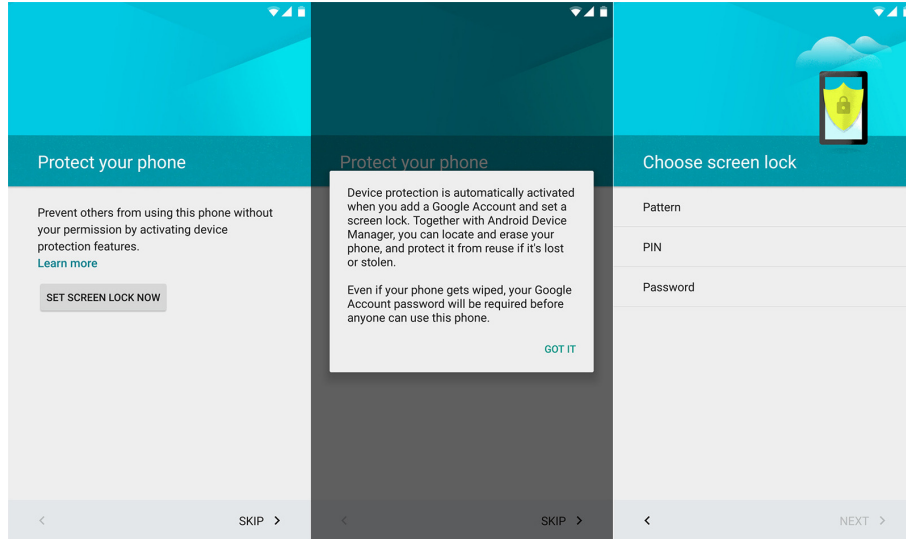 Protect your phone
Prevent others from using this phone without
your permission by activating device
protection features.
Learn more
SET SCREEN LOCK NOW
SKIP
Protect your phone
Device protection is automatically activated
when you add a Google Account and set a
screen lock. Together with Android Device
Manager, you can locate and erase your
phone, and protect it from reuse if it's lost
or stolen.
Even if your phone gets wiped, your Google
Account password will be required before
anyone can use this phone.
GOT IT
SKIP
Choose screen lock
Pattern
PIN
Password
NEXT